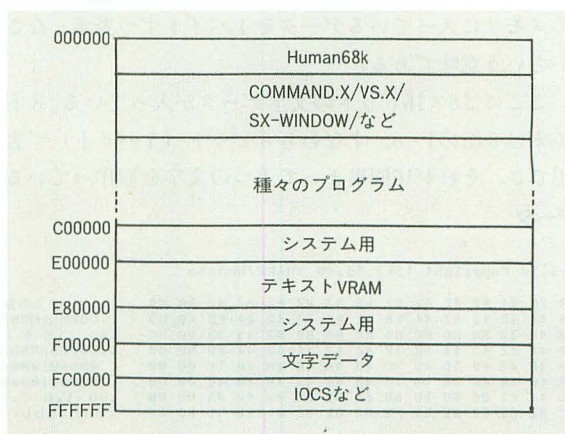 000000
Human68k
COMMAND.X/VS.X/
SX-WINDOW/など
種々のプログラム
C00000
システム用
E00000
テキストVRAM
E80000
システム用
F00000
文字データ
FC0000
IOCSなど
FFFFFF